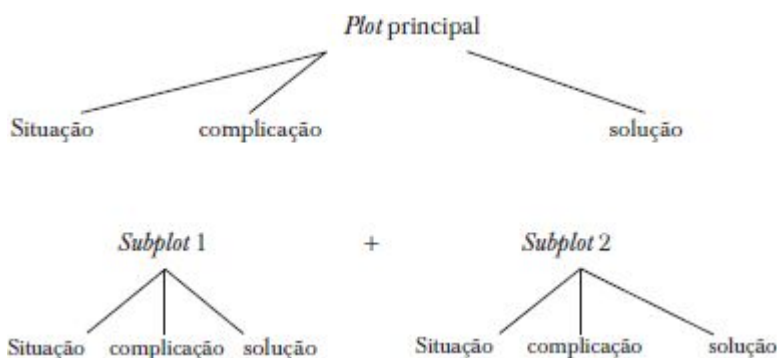 Plot principal
Situação complicação solução
Subplot 1 + Subplot 2
Situação complicação solução Situação complicação solução